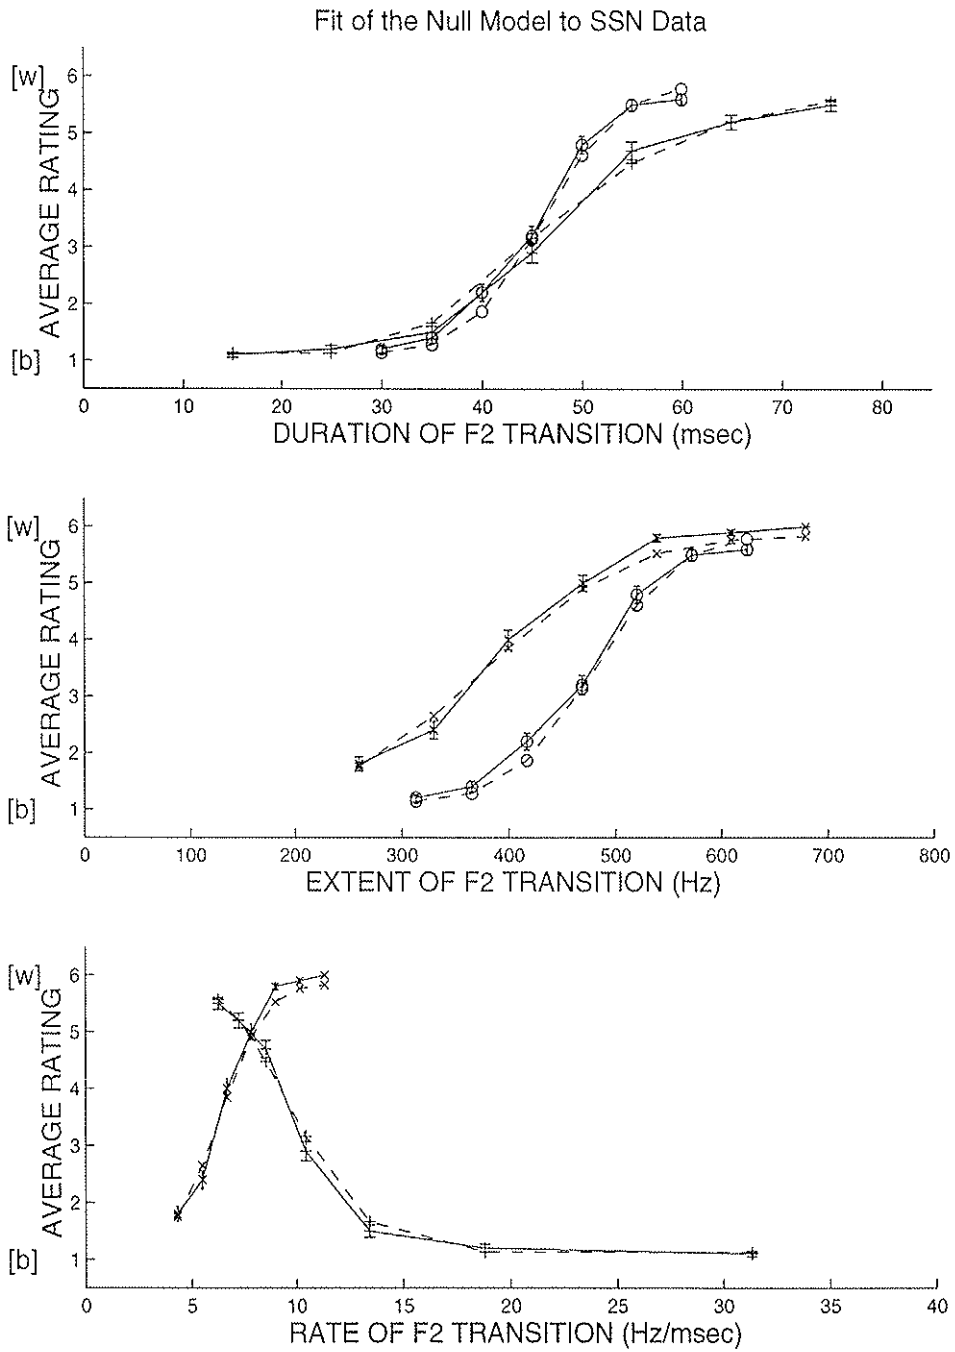 Fit of the Null Model to SSN Data
[w]
6
5
4
3
2
1
[b]
AVERAGE RATING
0 10 20 30 40 50 60 70 80
DURATION OF F2 TRANSITION (msec)
[w]
6
5
4
3
2
1
[b]
AVERAGE RATING
0 100 200 300 400 500 600 700 800
EXTENT OF F2 TRANSITION (Hz)
[w]
6
5
4
3
2
1
[b]
AVERAGE RATING
0 5 10 15 20 25 30 35 40
RATE OF F2 TRANSITION (Hz/msec)